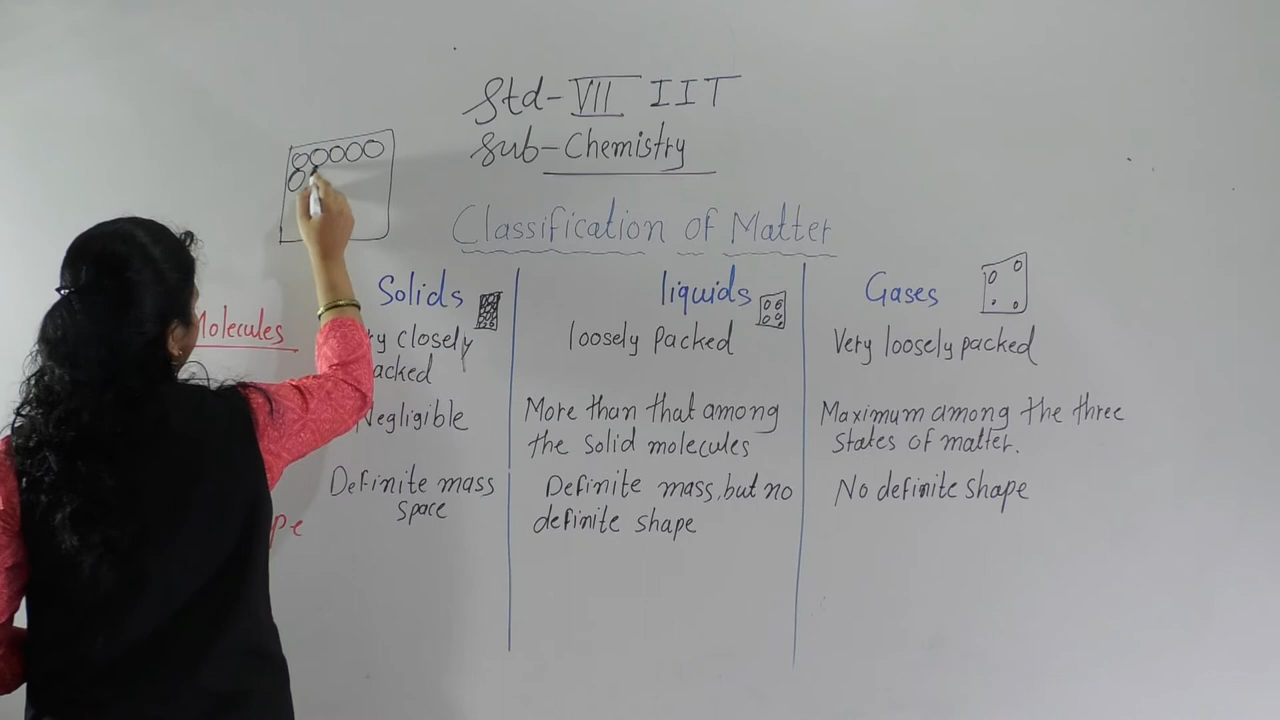 Std- VII IIT
Sub- Chemistry
Classification of Matter
Solids liquids Gases
Molecules closely loosely Packed Very loosely packed
Negligible More than that among the solid molecules Maximum among the three states of matter.
Definite mass space Definite mass, but no definite shape No definite shape